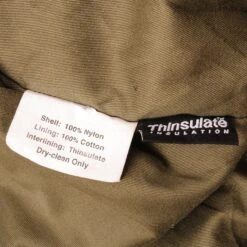 Shell: 100% Nylon
Lining: 100% Cotton
Interlining: Thinsulate
Dry-clean Only
Thinsulate
INSULATION